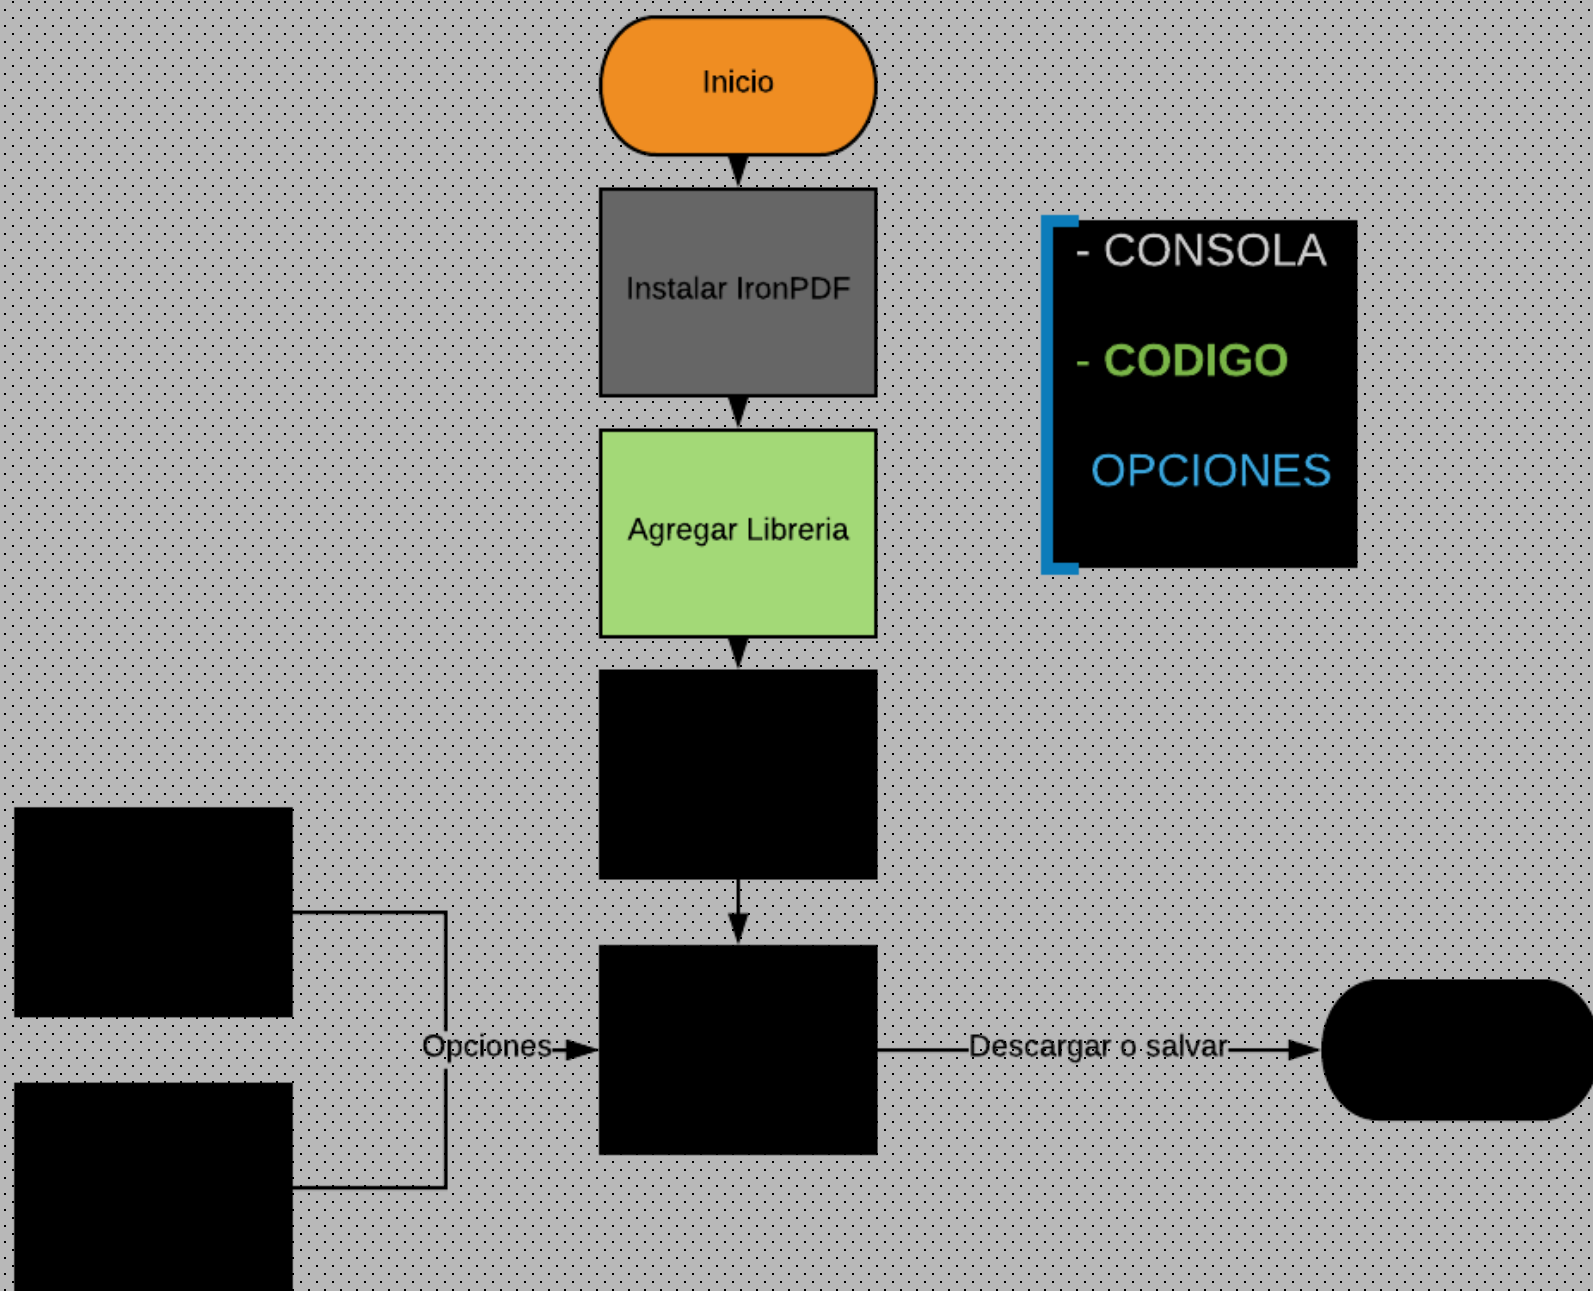 Inicio
Instalar IronPDF
- CONSOLA
- CODIGO
OPCIONES
Agregar Libreria
Opciones
Descargar o salvar